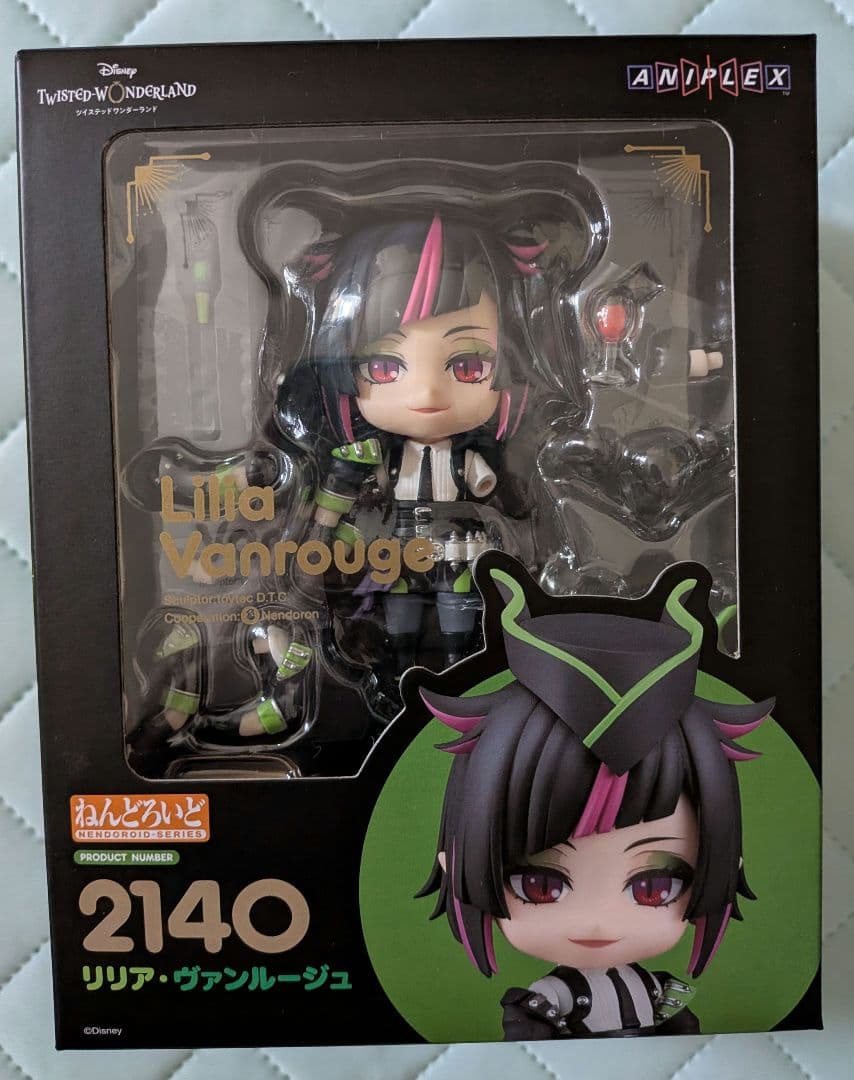 Disney
TWISTED-WONDERLAND
ツイステッドワンダーランド
ANIPLEX
TM
Lilia
Vanrouge
Sculptor:toytec D.T.C
Cooperation: Nendoron
ねんどろいど
NENDOROID-SERIES
PRODUCT NUMBER
2140
リリア・ヴァンルージュ
©Disney